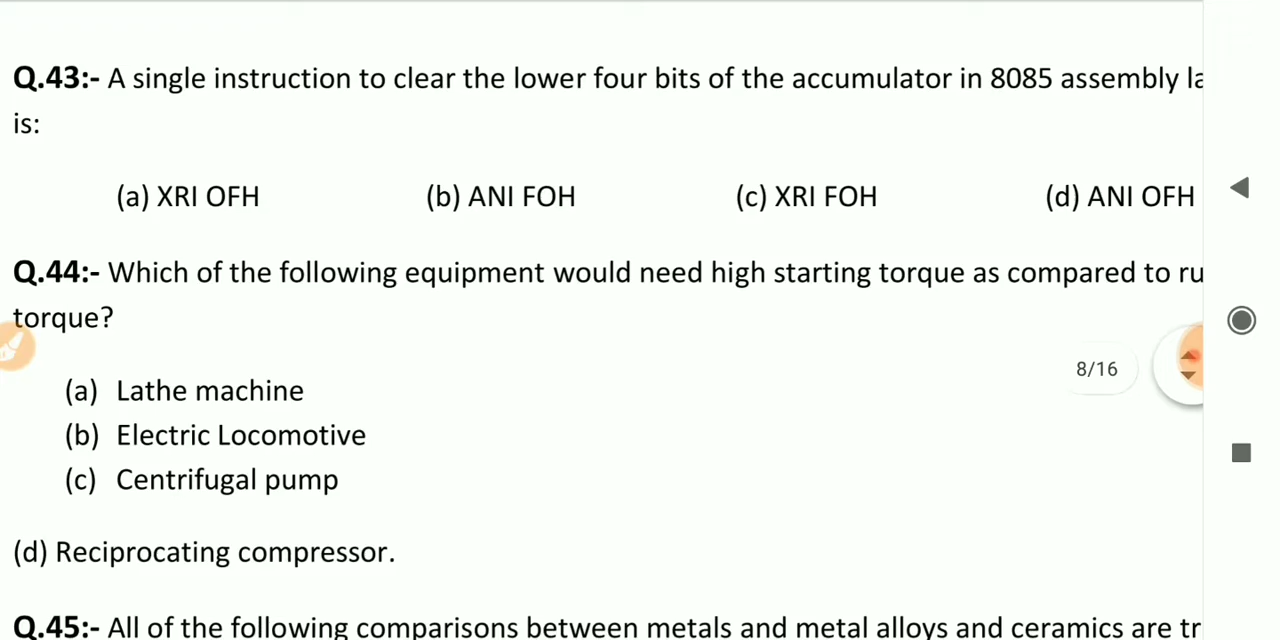 Q.43:- A single instruction to clear the lower four bits of the accumulator in 8085 assembly
is:
(a) XRI OFH (b) ANI FOH (c) XRI FOH (d) ANI OFH
Q.44:- Which of the following equipment would need high starting torque as compared to
torque?
8/16
(a) Lathe machine
(b) Electric Locomotive
(c) Centrifugal pump
(d) Reciprocating compressor.
Q.45:- All of the following comparisons between metals and metal alloys and ceramics are